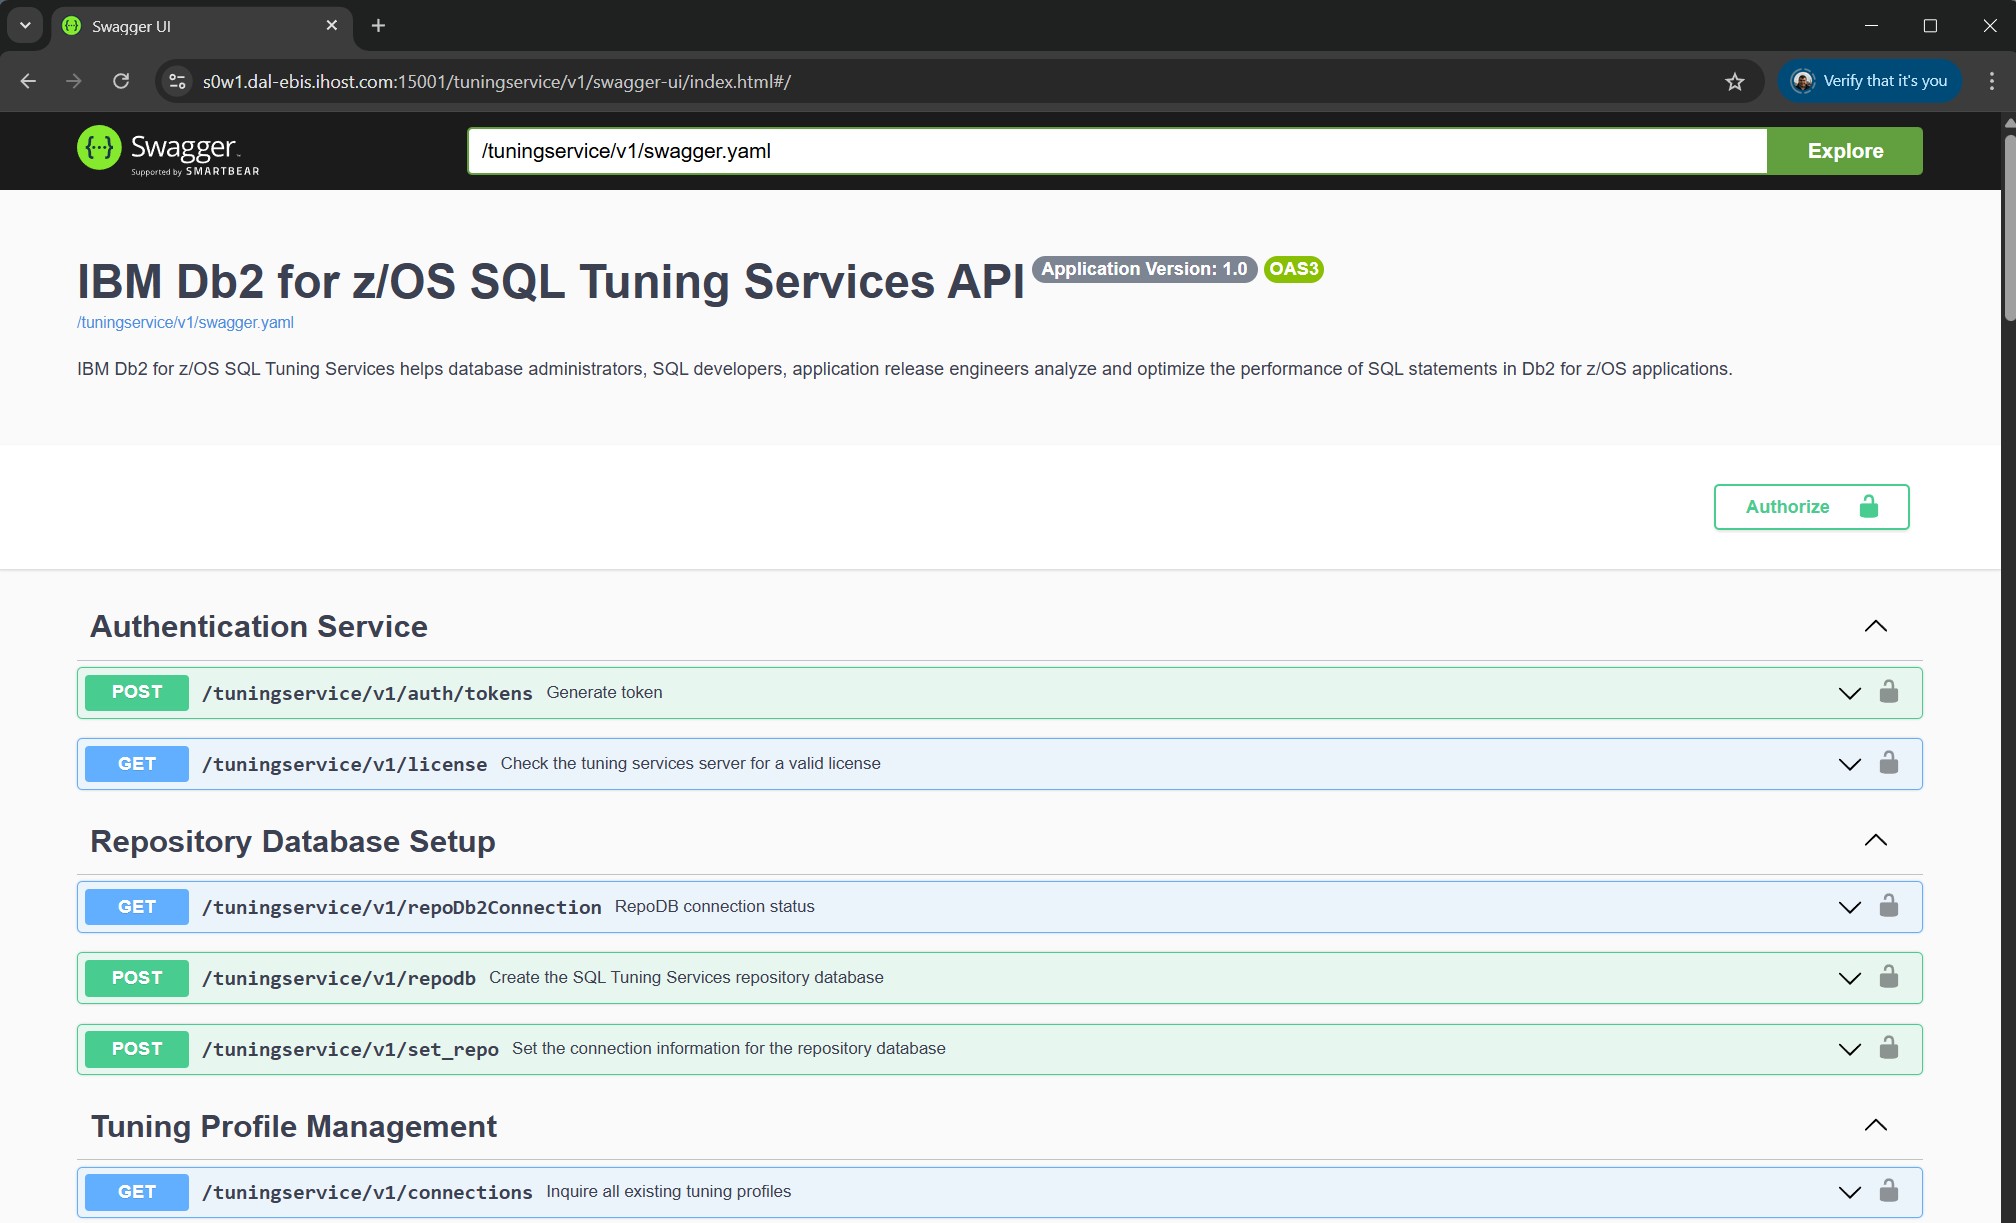 Swagger UI
s0w1.dal-ebis.ihost.com:15001/tuningservice/v1/swagger-ui/index.html#/
Verify that it's you
{···} Swagger
Supported by SMARTBEAR
/tuningservice/v1/swagger.yaml
Explore
IBM Db2 for z/OS SQL Tuning Services API Application Version: 1.0 OAS3
/tuningservice/v1/swagger.yaml
IBM Db2 for z/OS SQL Tuning Services helps database administrators, SQL developers, application release engineers analyze and optimize the performance of SQL statements in Db2 for z/OS applications.
Authorize
Authentication Service
POST /tuningservice/v1/auth/tokens Generate token
GET /tuningservice/v1/license Check the tuning services server for a valid license
Repository Database Setup
GET /tuningservice/v1/repoDb2Connection RepoDB connection status
POST /tuningservice/v1/repodb Create the SQL Tuning Services repository database
POST /tuningservice/v1/set_repo Set the connection information for the repository database
Tuning Profile Management
GET /tuningservice/v1/connections Inquire all existing tuning profiles